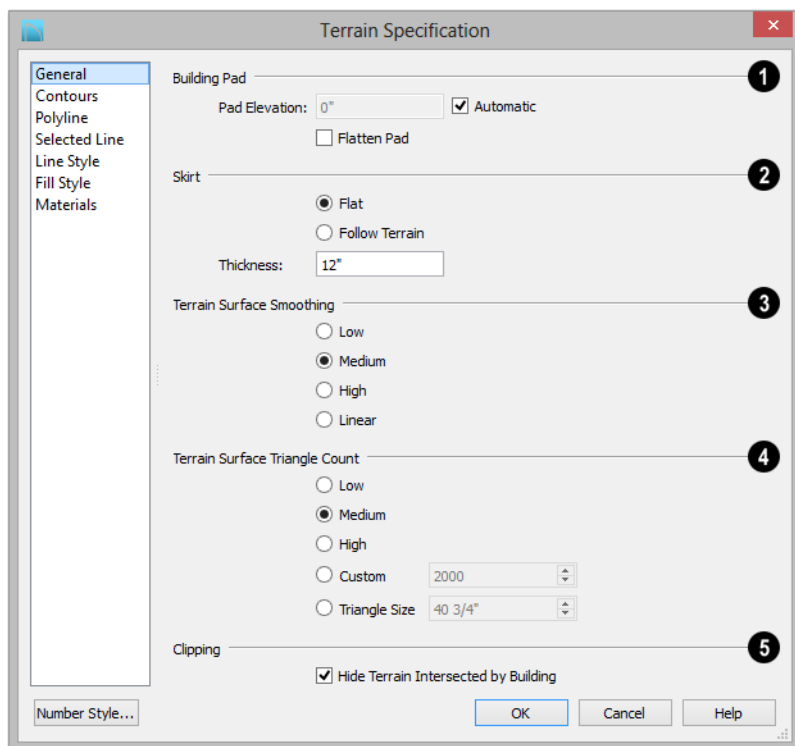 Terrain Specification
General
Contours
Polyline
Selected Line
Line Style
Fill Style
Materials
Building Pad 1
Pad Elevation: 0" Automatic
Flatten Pad
Skirt 2
Flat
Follow Terrain
Thickness: 12"
Terrain Surface Smoothing 3
Low
Medium
High
Linear
Terrain Surface Triangle Count 4
Low
Medium
High
Custom 2000
Triangle Size 40 3/4"
Clipping 5
Hide Terrain Intersected by Building
Number Style... OK Cancel Help